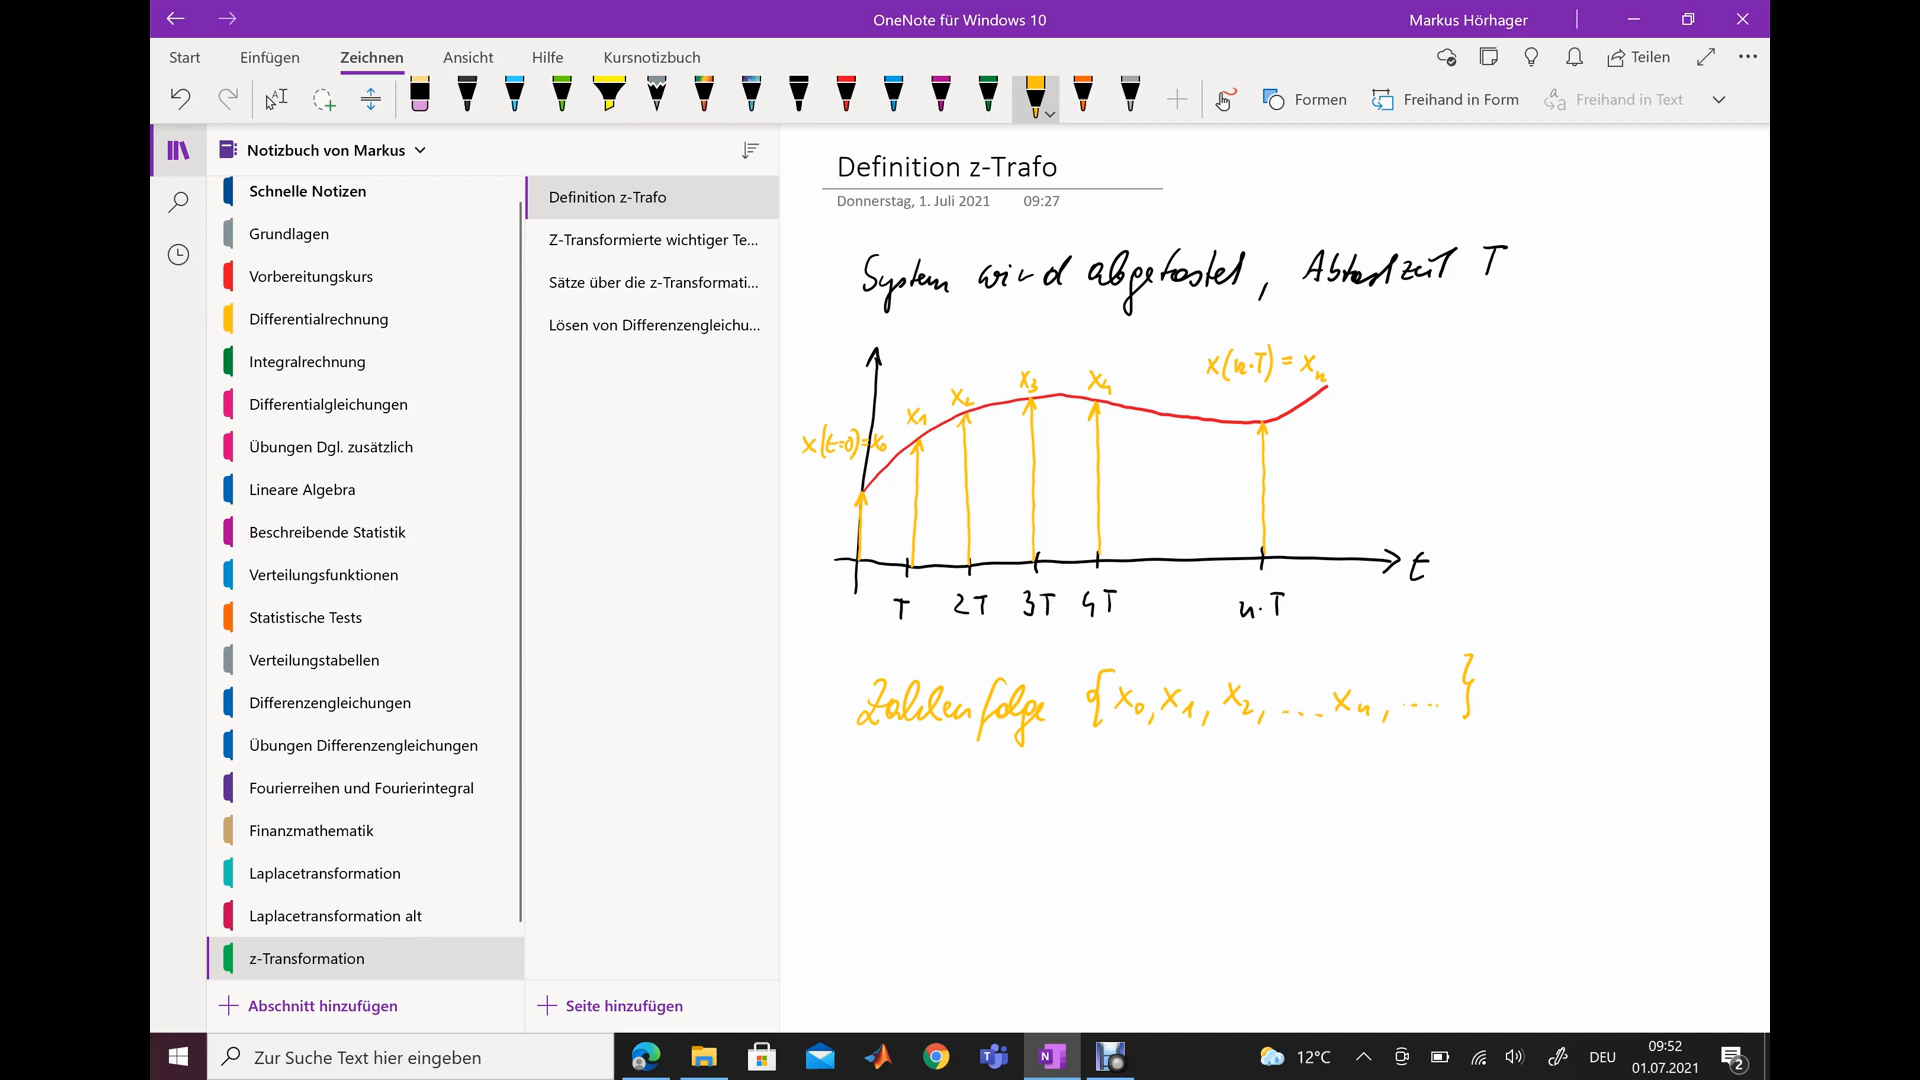 OneNote für Windows 10
Markus Hörhager
Start
Einfügen
Zeichnen
Ansicht
Hilfe
Kursnotizbuch
Teilen
Formen
Freihand in Form
Freihand in Text
Notizbuch von Markus
Schnelle Notizen
Grundlagen
Vorbereitungskurs
Differentialrechnung
Integralrechnung
Differentialgleichungen
Übungen Dgl. zusätzlich
Lineare Algebra
Beschreibende Statistik
Verteilungsfunktionen
Statistische Tests
Verteilungstabellen
Differenzengleichungen
Übungen Differenzengleichungen
Fourierreihen und Fourierintegral
Finanzmathematik
Laplacetransformation
Laplacetransformation alt
z-Transformation
Abschnitt hinzufügen
Definition z-Trafo
Z-Transformierte wichtiger Te...
Sätze über die z-Transformati...
Lösen von Differenzengleichu...
Seite hinzufügen
Definition z-Trafo
Donnerstag, 1. Juli 2021 09:27
System wird abgetastet, Abtastzeit T
x(n·T) = xₙ
x(t=0)=x₀
x₁
x₂
x₃
x₄
t
T 2T 3T 4T n·T
Zahlenfolge {x₀, x₁, x₂, ... xₙ, ....}
Zur Suche Text hier eingeben
12°C
DEU
09:52
01.07.2021
2